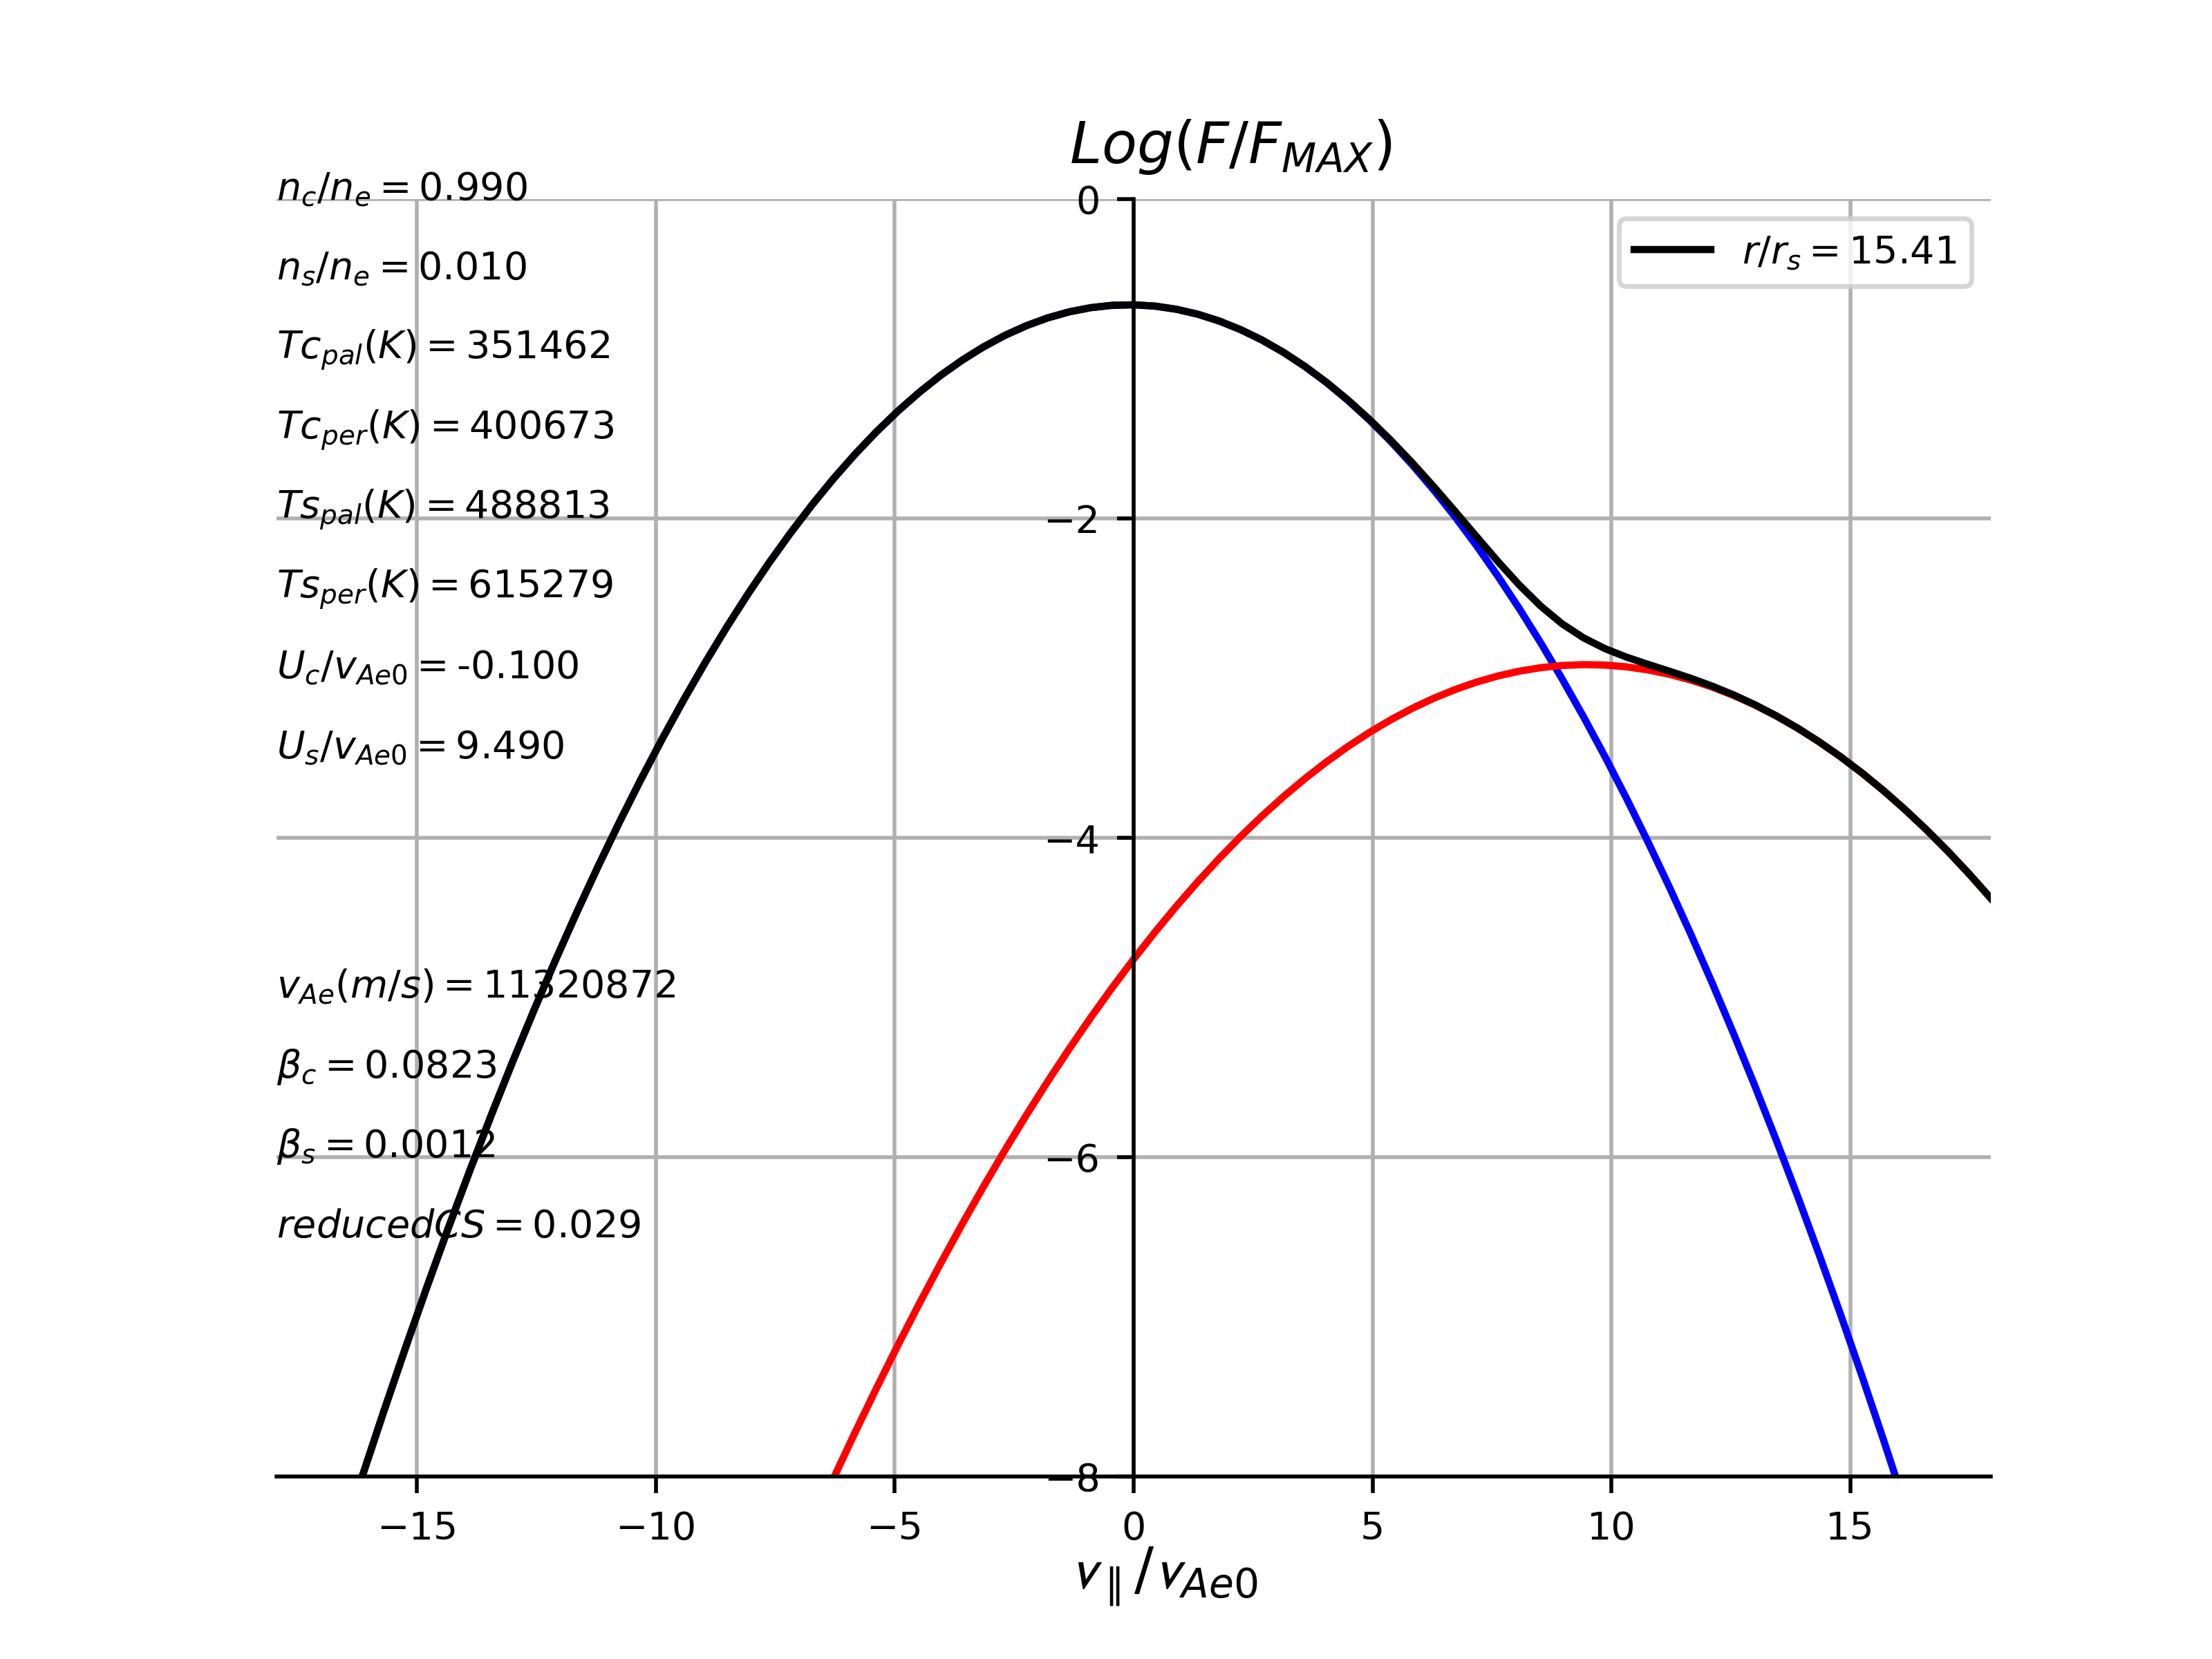 Log(F/F_MAX)
n_c/n_e = 0.990
0
r/r_s = 15.41
n_s/n_e = 0.010
Tc_pal(K) = 351462
Tc_per(K) = 400673
Ts_pal(K) = 488813
−2
Ts_per(K) = 615279
U_c/v_Ae0 = -0.100
U_s/v_Ae0 = 9.490
−4
v_Ae(m/s) = 11320872
β_c = 0.0823
β_s = 0.0012
−6
reducedCS = 0.029
−8
−15 −10 −5 0 5 10 15
v_∥/v_Ae0